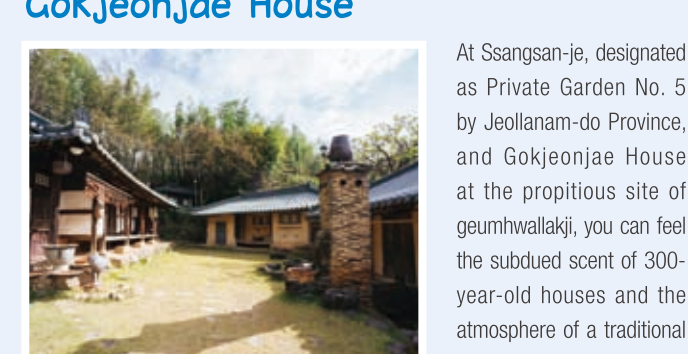 Gokjeonjae House
At Ssangsan-je, designated
as Private Garden No. 5
by Jeollanam-do Province,
and Gokjeonjae House
at the propitious site of
geumhwallakji, you can feel
the subdued scent of 300-
year-old houses and the
atmosphere of a traditional